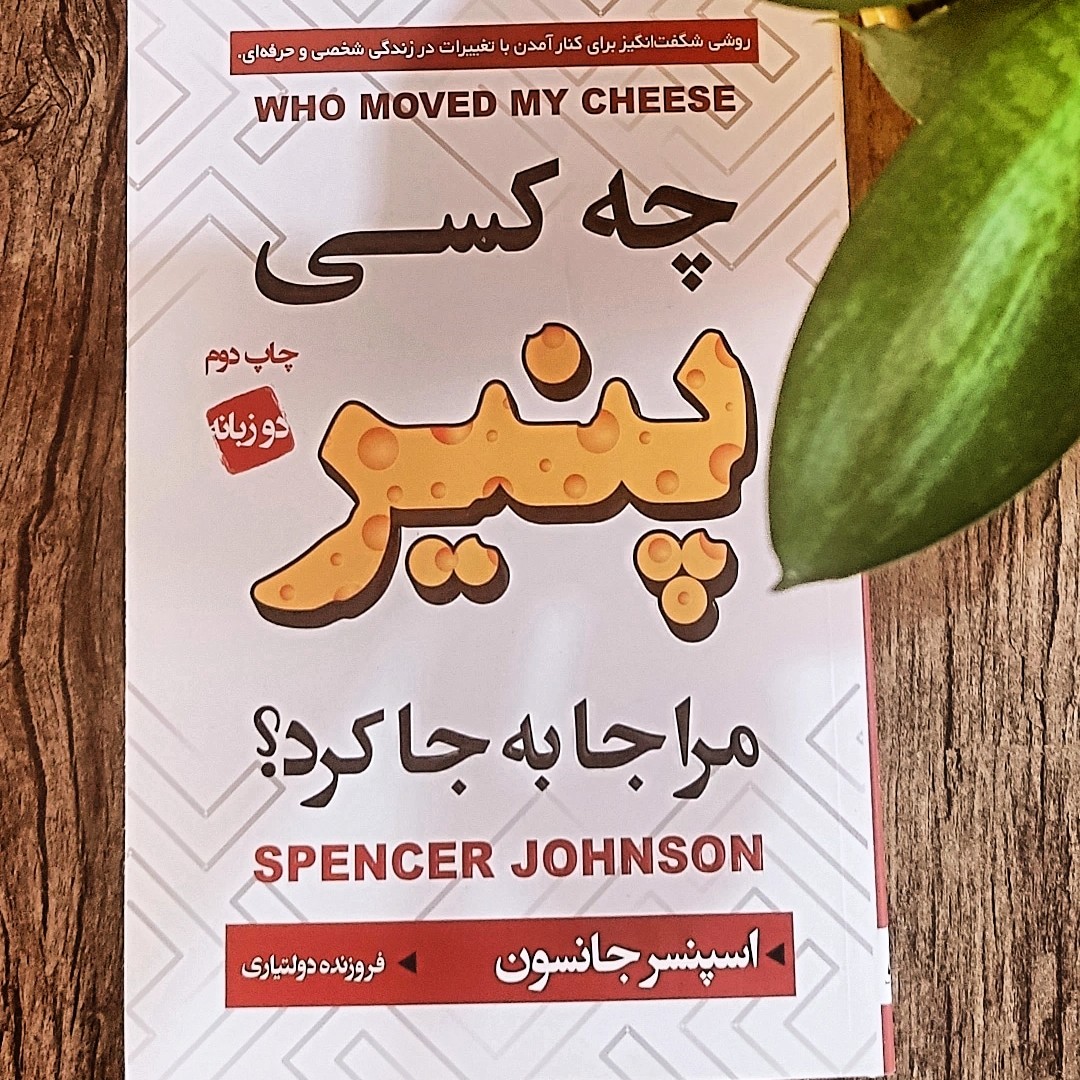 روشی شگفت‌انگیز برای کنار آمدن با تغییرات در زندگی شخصی و حرفه‌ای.
WHO MOVED MY CHEESE
چه کسی
پنیر
چاپ دوم
دو زبانه
مرا جا به جا کرد؟
SPENCER JOHNSON
اسپنسر جانسون
فروزنده دولتیاری